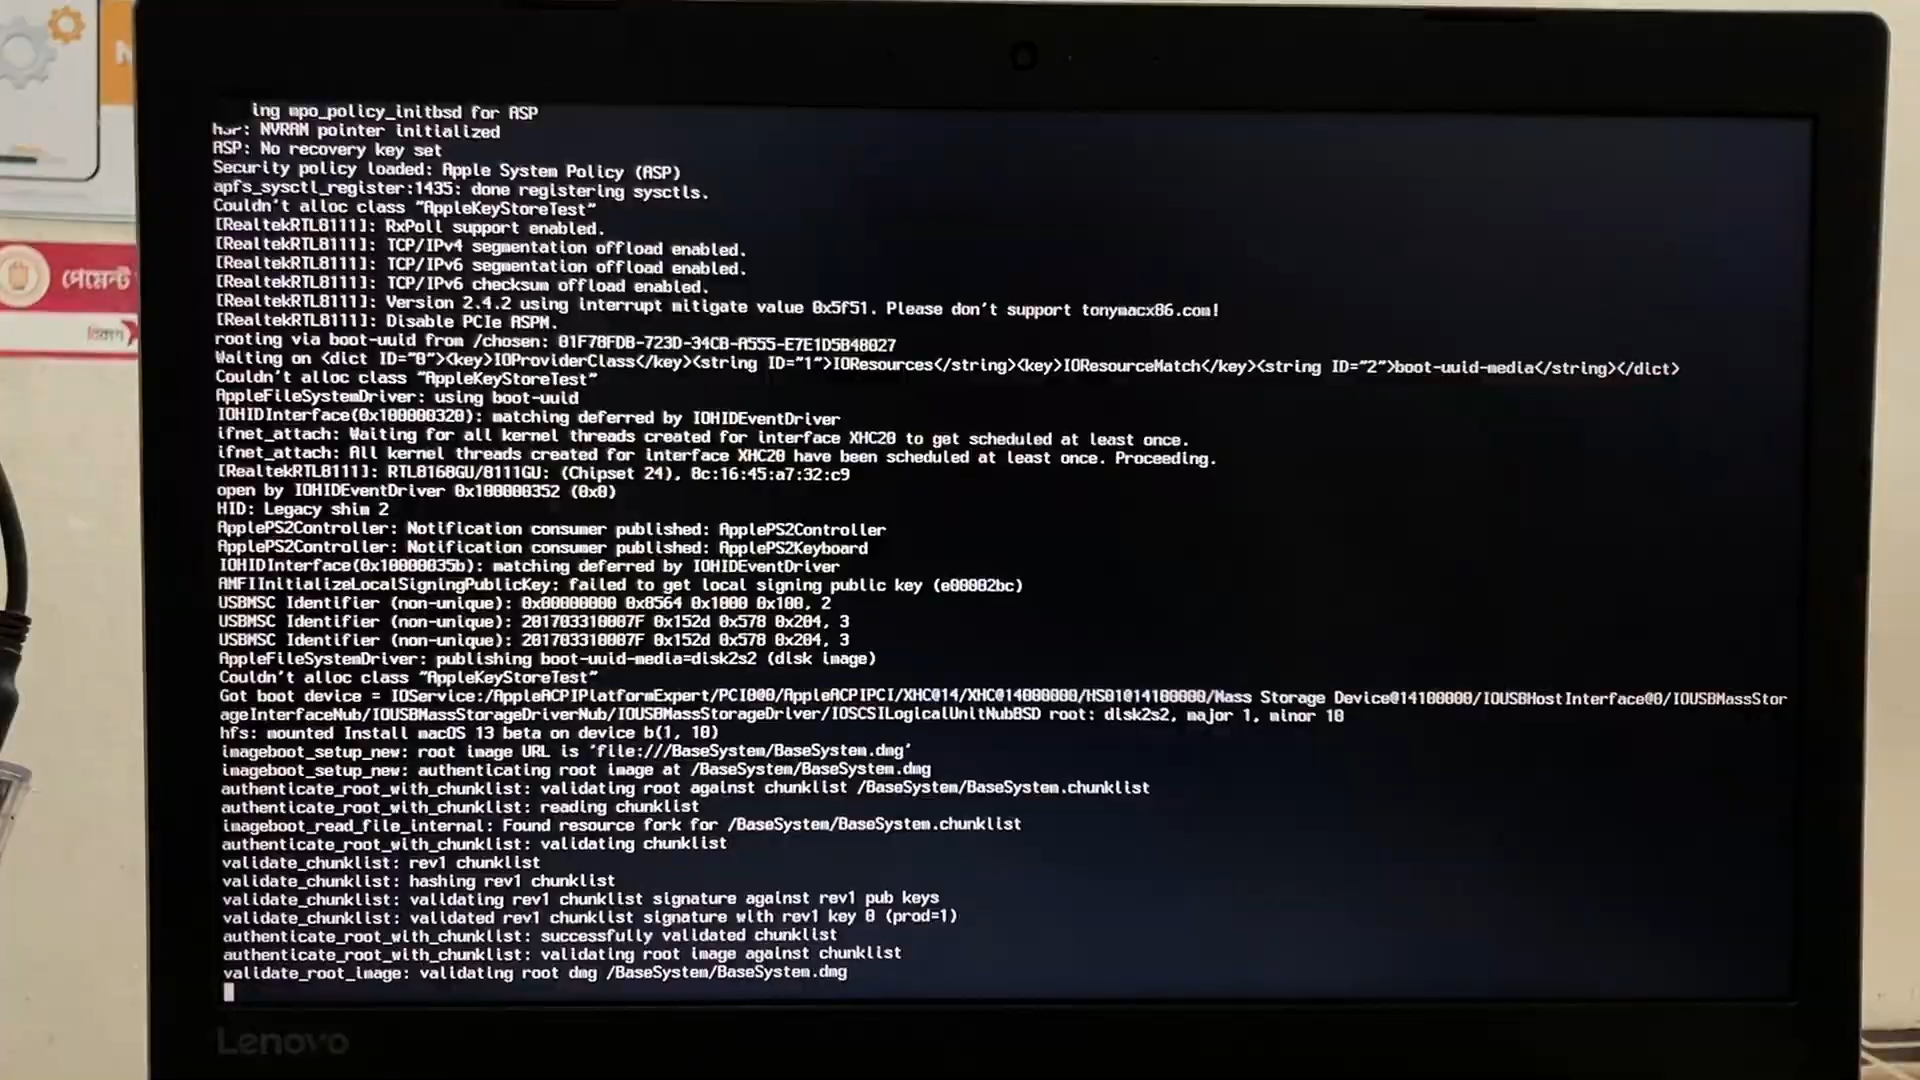 ing mpo_policy_initbsd for ASP
ASP: NVRAM pointer initialized
ASP: No recovery key set
Security policy loaded: Apple System Policy (ASP)
apfs_sysctl_register:1435: done registering sysctls.
Couldn't alloc class "AppleKeyStoreTest"
[RealtekRTL8111]: RxPoll support enabled.
[RealtekRTL8111]: TCP/IPv4 segmentation offload enabled.
[RealtekRTL8111]: TCP/IPv6 segmentation offload enabled.
[RealtekRTL8111]: TCP/IPv6 checksum offload enabled.
[RealtekRTL8111]: Version 2.4.2 using interrupt mitigate value 0x5f51. Please don't support tonymacx86.com!
[RealtekRTL8111]: Disable PCIe ASPM.
rooting via boot-uuid from /chosen: 01F78FDB-723D-34CB-A555-E7E1D5B48027
Waiting on <dict ID="0"><key>IOProviderClass</key><string ID="1">IOResources</string><key>IOResourceMatch</key><string ID="2">boot-uuid-media</string></dict>
Couldn't alloc class "AppleKeyStoreTest"
AppleFileSystemDriver: using boot-uuid
IOHIDInterface(0x100000320): matching deferred by IOHIDEventDriver
ifnet_attach: Waiting for all kernel threads created for interface XHC20 to get scheduled at least once.
ifnet_attach: All kernel threads created for interface XHC20 have been scheduled at least once. Proceeding.
[RealtekRTL8111]: RTL8168GU/8111GU: (Chipset 24), 8c:16:45:a7:32:c9
open by IOHIDEventDriver 0x100000352 (0x0)
HID: Legacy shim 2
ApplePS2Controller: Notification consumer published: ApplePS2Controller
ApplePS2Controller: Notification consumer published: ApplePS2Keyboard
IOHIDInterface(0x10000035b): matching deferred by IOHIDEventDriver
AMFIInitializeLocalSigningPublicKey: failed to get local signing public key (e00002bc)
USBMSC Identifier (non-unique): 0x00000000 0x8564 0x1000 0x100, 2
USBMSC Identifier (non-unique): 201703310007F 0x152d 0x578 0x204, 3
USBMSC Identifier (non-unique): 201703310007F 0x152d 0x578 0x204, 3
AppleFileSystemDriver: publishing boot-uuid-media=disk2s2 (disk image)
Couldn't alloc class "AppleKeyStoreTest"
Got boot device = IOService:/AppleACPIPlatformExpert/PCI0@0/AppleACPIPCI/XHC@14/XHC@14000000/HS01@14100000/Mass Storage Device@14100000/IOUSBHostInterface@0/IOUSBMassStor
ageInterfaceNub/IOUSBMassStorageDriverNub/IOUSBMassStorageDriver/IOSCSILogicalUnitNubBSD root: disk2s2, major 1, minor 10
hfs: mounted Install macOS 13 beta on device b(1, 10)
imageboot_setup_new: root image URL is 'file:///BaseSystem/BaseSystem.dmg'
imageboot_setup_new: authenticating root image at /BaseSystem/BaseSystem.dmg
authenticate_root_with_chunklist: validating root against chunklist /BaseSystem/BaseSystem.chunklist
authenticate_root_with_chunklist: reading chunklist
imageboot_read_file_internal: Found resource fork for /BaseSystem/BaseSystem.chunklist
authenticate_root_with_chunklist: validating chunklist
validate_chunklist: rev1 chunklist
validate_chunklist: hashing rev1 chunklist
validate_chunklist: validating rev1 chunklist signature against rev1 pub keys
validate_chunklist: validated rev1 chunklist signature with rev1 key 0 (prod=1)
authenticate_root_with_chunklist: successfully validated chunklist
authenticate_root_with_chunklist: validating root image against chunklist
validate_root_image: validating root dmg /BaseSystem/BaseSystem.dmg
Lenovo
পেমেন্ট
বিকাশ